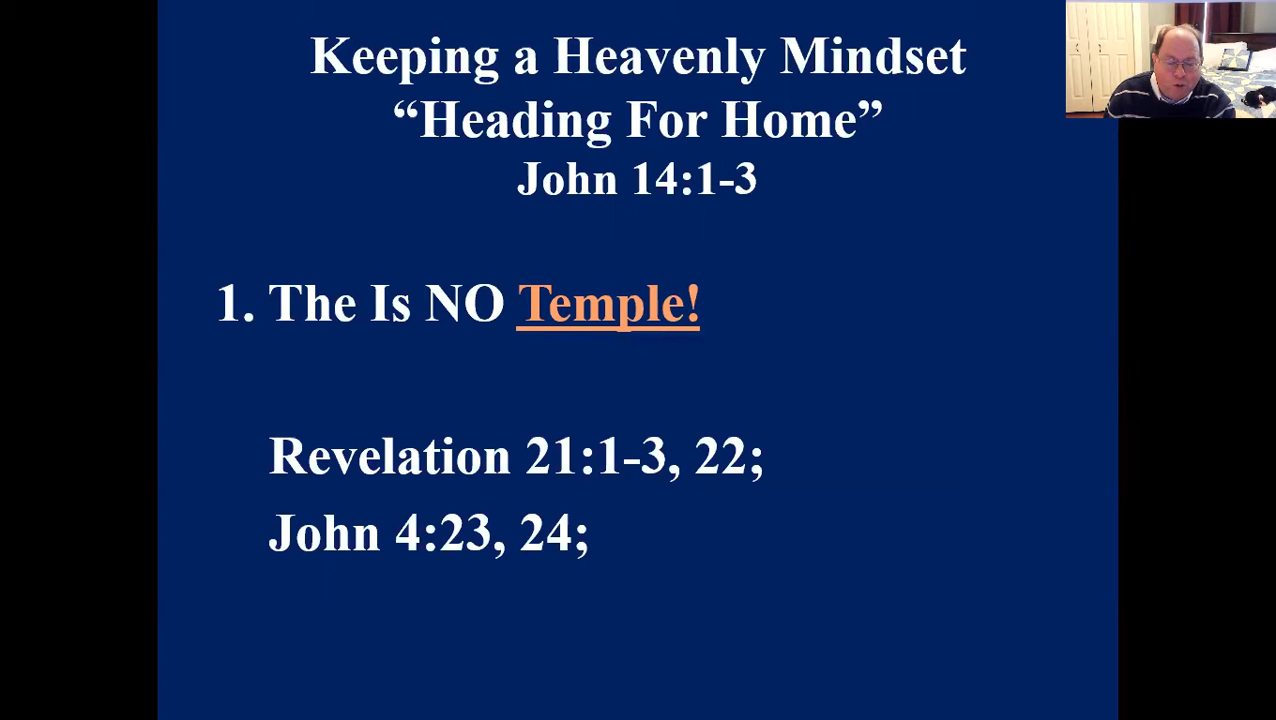 Keeping a Heavenly Mindset
“Heading For Home”
John 14:1-3
1. The Is NO Temple!
Revelation 21:1-3, 22;
John 4:23, 24;